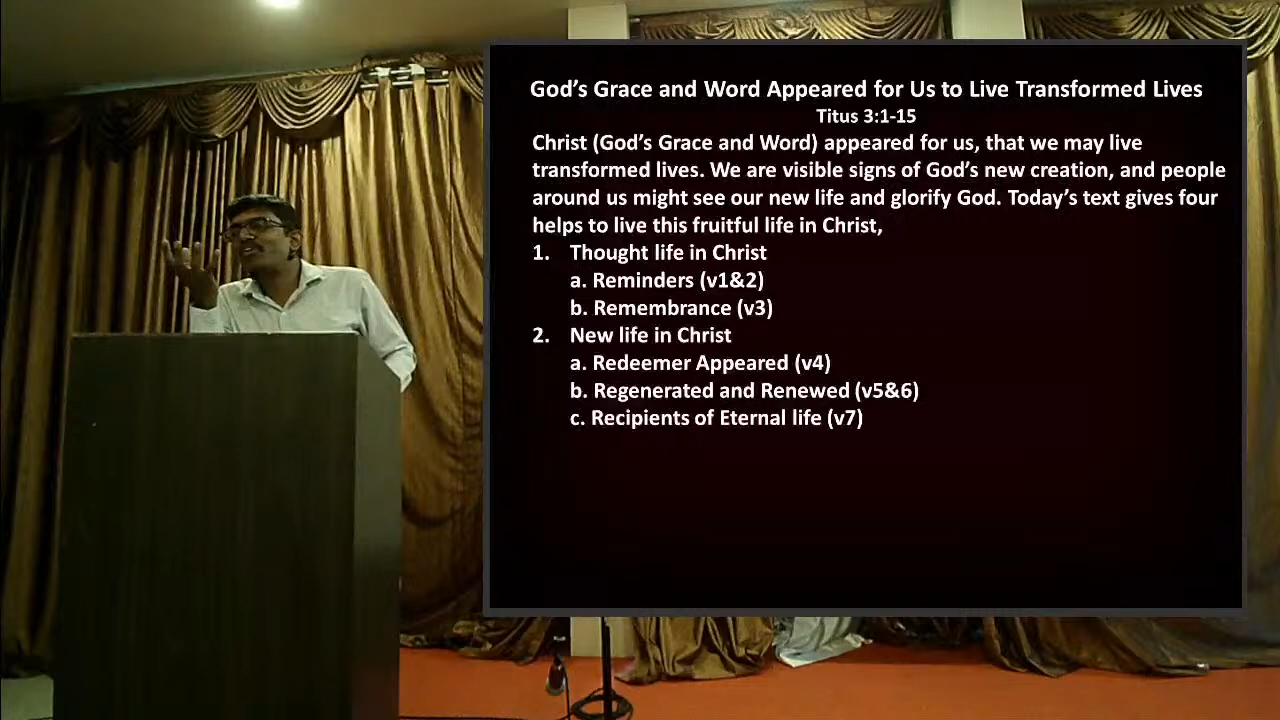 God’s Grace and Word Appeared for Us to Live Transformed Lives
Titus 3:1-15
Christ (God’s Grace and Word) appeared for us, that we may live
transformed lives. We are visible signs of God’s new creation, and people
around us might see our new life and glorify God. Today’s text gives four
helps to live this fruitful life in Christ,
1. Thought life in Christ
a. Reminders (v1&2)
b. Remembrance (v3)
2. New life in Christ
a. Redeemer Appeared (v4)
b. Regenerated and Renewed (v5&6)
c. Recipients of Eternal life (v7)